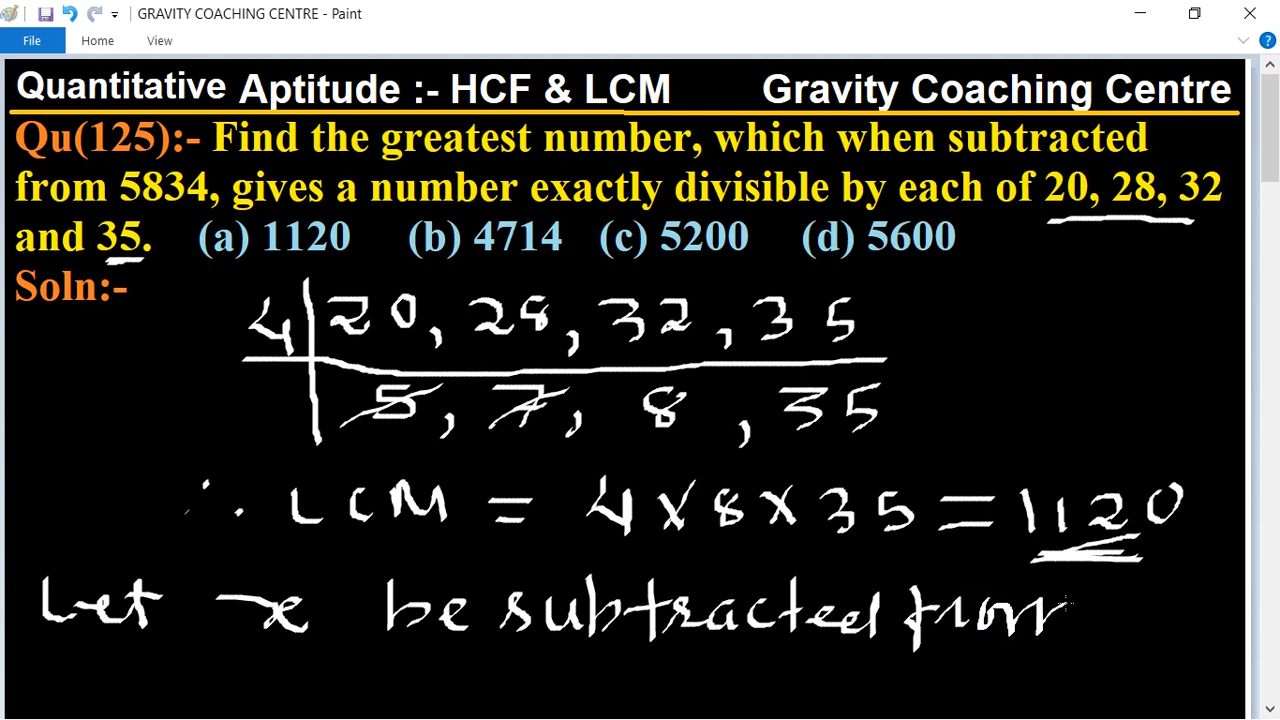 GRAVITY COACHING CENTRE - Paint
File Home View
Quantitative Aptitude :- HCF & LCM Gravity Coaching Centre
Qu(125):- Find the greatest number, which when subtracted
from 5834, gives a number exactly divisible by each of 20, 28, 32
and 35. (a) 1120 (b) 4714 (c) 5200 (d) 5600
Soln:-
4 20, 28, 32, 35
5, 7, 8, 35
∴ LCM = 4 × 8 × 35 = 1120
Let x be subtracted from